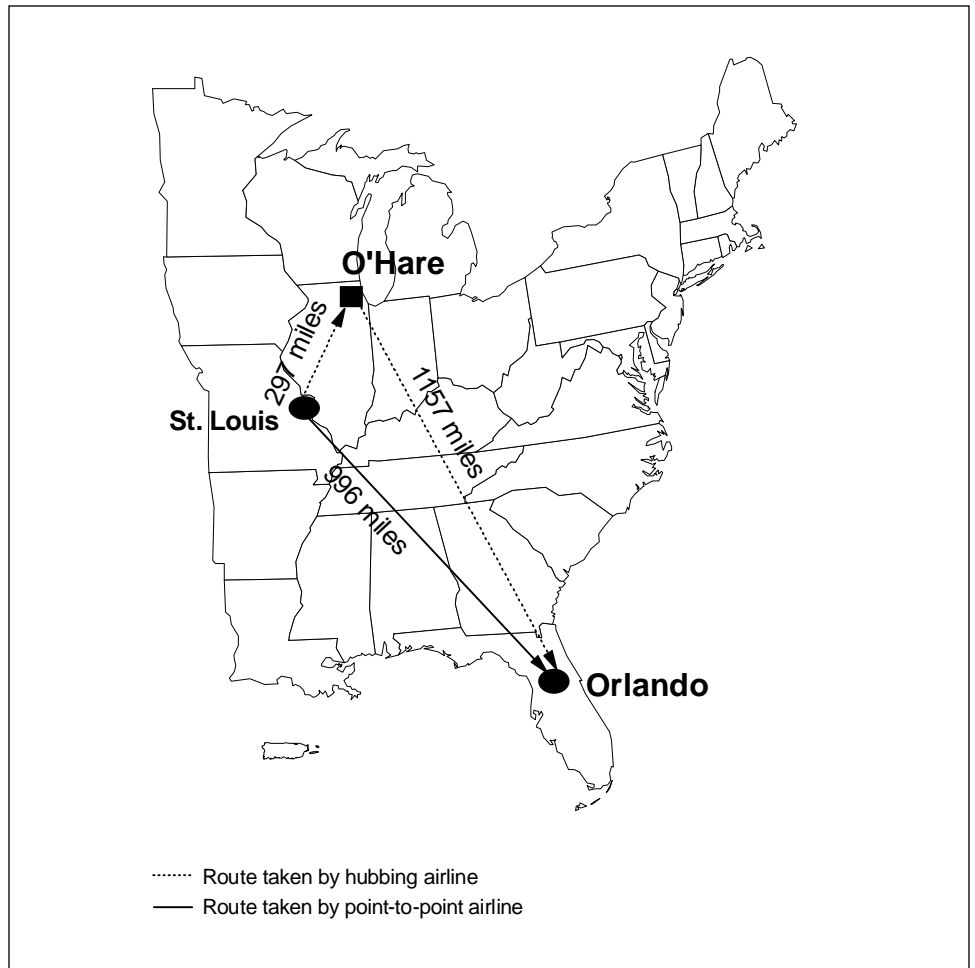 O'Hare
297 miles
1157 miles
St. Louis
996 miles
Orlando
Route taken by hubbing airline
Route taken by point-to-point airline